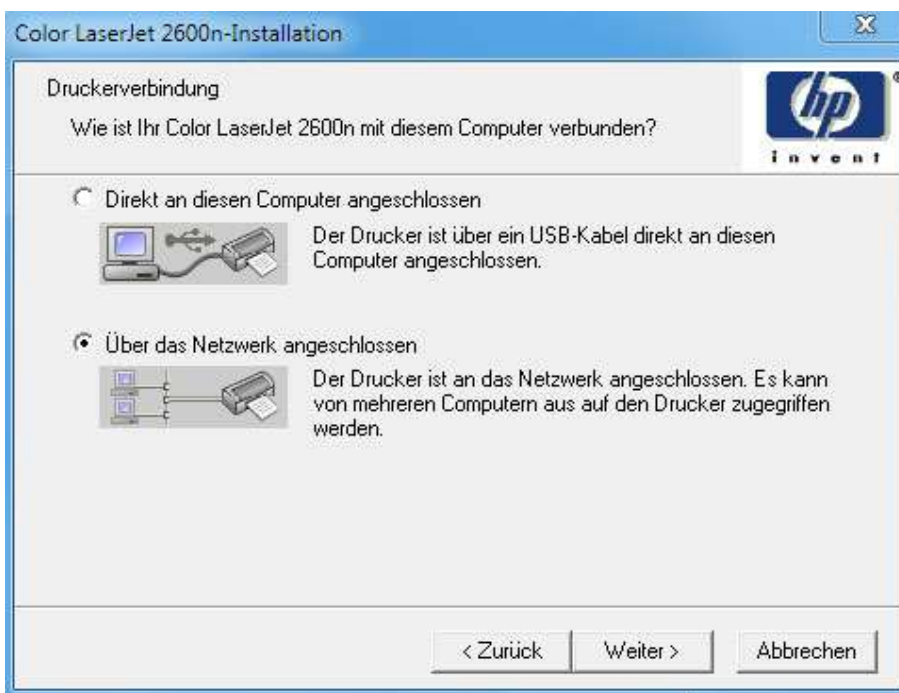 Color LaserJet 2600n-Installation
Druckerverbindung
Wie ist Ihr Color LaserJet 2600n mit diesem Computer verbunden?
hp
®
invent
Direkt an diesen Computer angeschlossen
Der Drucker ist über ein USB-Kabel direkt an diesen
Computer angeschlossen.
Über das Netzwerk angeschlossen
Der Drucker ist an das Netzwerk angeschlossen. Es kann
von mehreren Computern aus auf den Drucker zugegriffen
werden.
< Zurück
Weiter >
Abbrechen